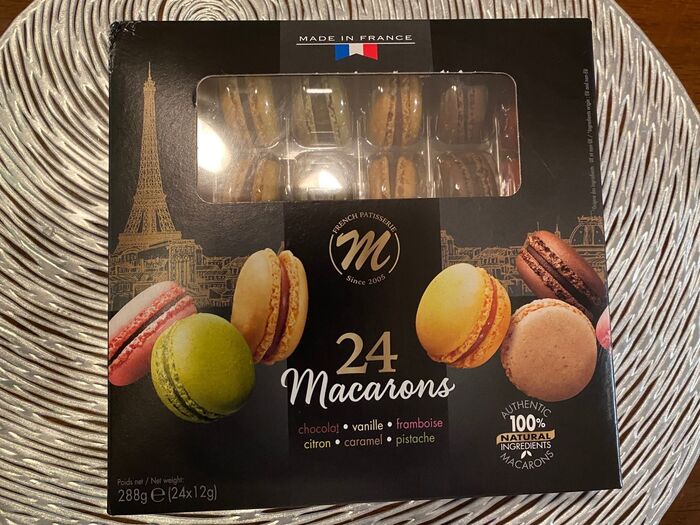 MADE IN FRANCE
FRENCH PATISSERIE
M
Since 2005
24
Macarons
chocolat • vanille • framboise
citron • caramel • pistache
AUTHENTIC
100%
NATURAL
INGREDIENTS
MACARONS
Poids net / Net weight:
288g ℮ (24x12g)